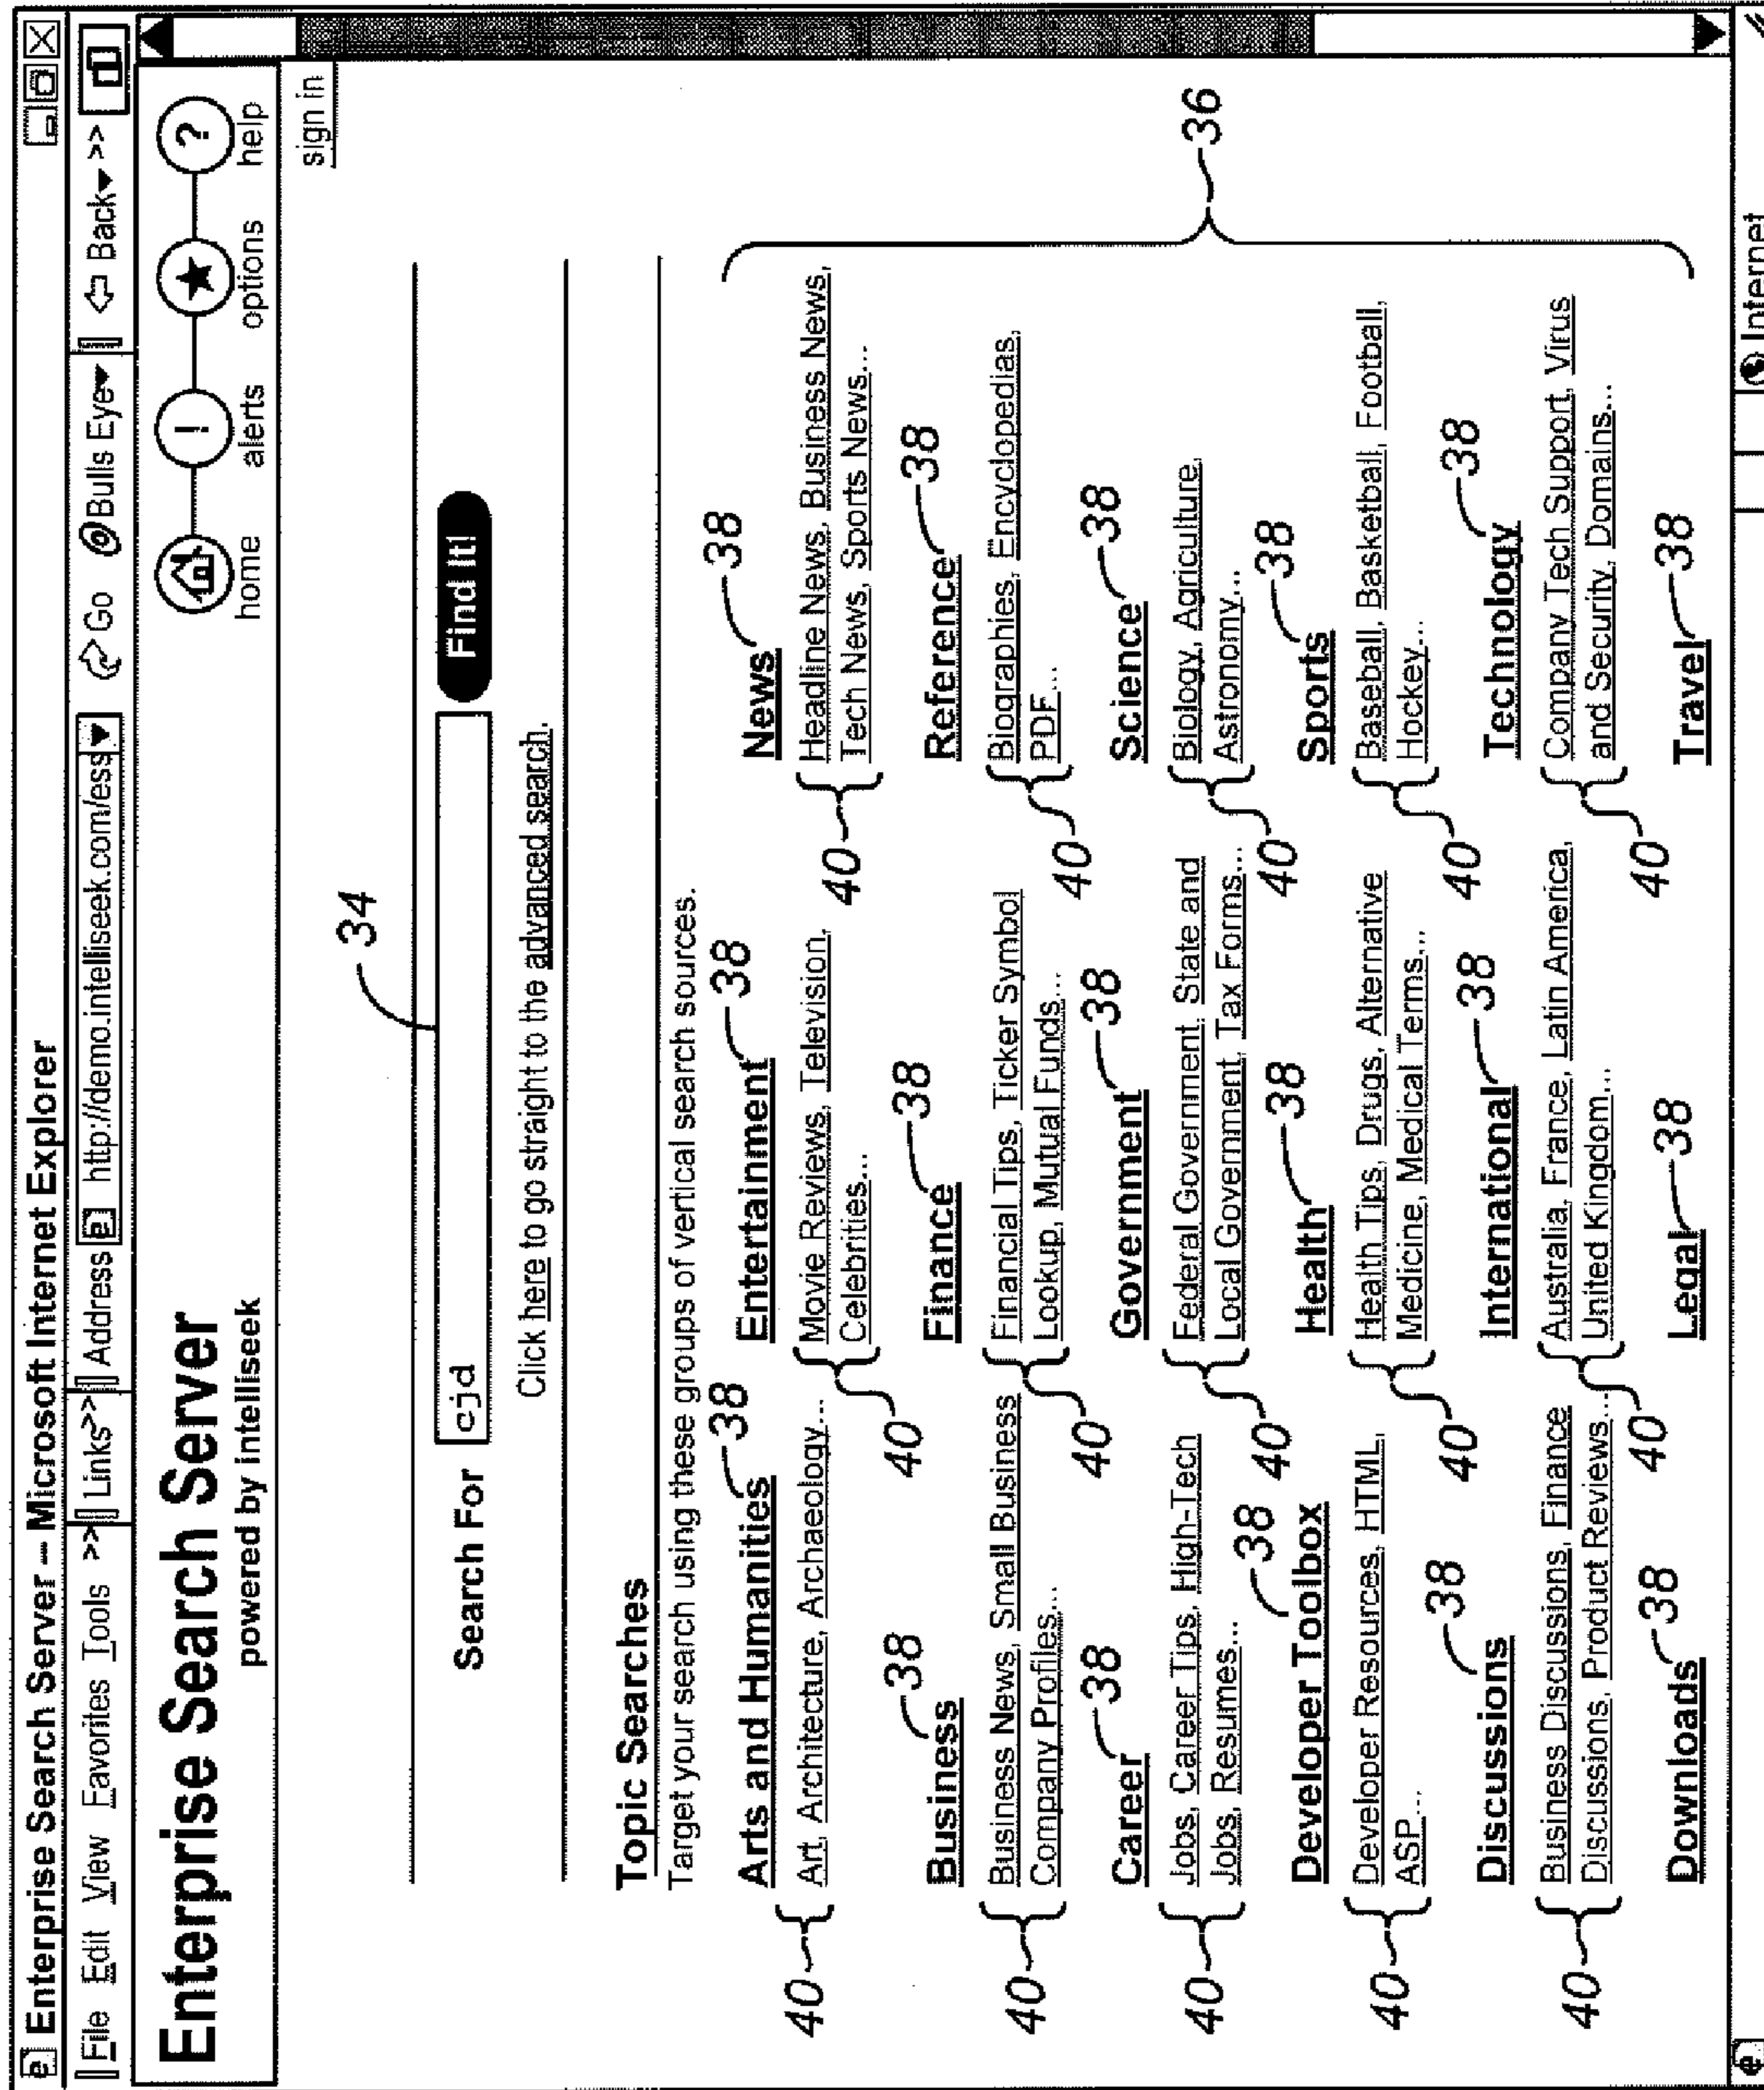 Enterprise Search Server – Microsoft Internet Explorer
File Edit View Favorites Tools >> Links >> Address http://demo.intelliseek.com/ess Go Bulls Eye Back >>
Enterprise Search Server
powered by intelliseek
home alerts options help
sign in
34
Search For cjd Find It!
Click here to go straight to the advanced search.
Topic Searches
Target your search using these groups of vertical search sources.
36
Arts and Humanities 38 Entertainment 38 News 38
40 Art, Architecture, Archaeology... 40 Movie Reviews, Television, 40 Headline News, Business News,
Celebrities... Tech News, Sports News...
Business 38 Finance 38 Reference 38
40 Business News, Small Business 40 Financial Tips, Ticker Symbol 40 Biographies, Encyclopedias,
Company Profiles... Lookup, Mutual Funds... PDF...
Career 38 Government 38 Science 38
40 Jobs, Career Tips, High-Tech 40 Federal Government, State and 40 Biology, Agriculture,
Jobs, Resumes... Local Government, Tax Forms... Astronomy...
Developer Toolbox 38 Health 38 Sports 38
40 Developer Resources, HTML, 40 Health Tips, Drugs, Alternative 40 Baseball, Basketball, Football,
ASP... Medicine, Medical Terms... Hockey...
Discussions 38 International 38 Technology 38
40 Business Discussions, Finance 40 Australia, France, Latin America, 40 Company Tech Support, Virus
Discussions, Product Reviews... United Kingdom... and Security, Domains...
Downloads 38 Legal 38 Travel 38
Internet